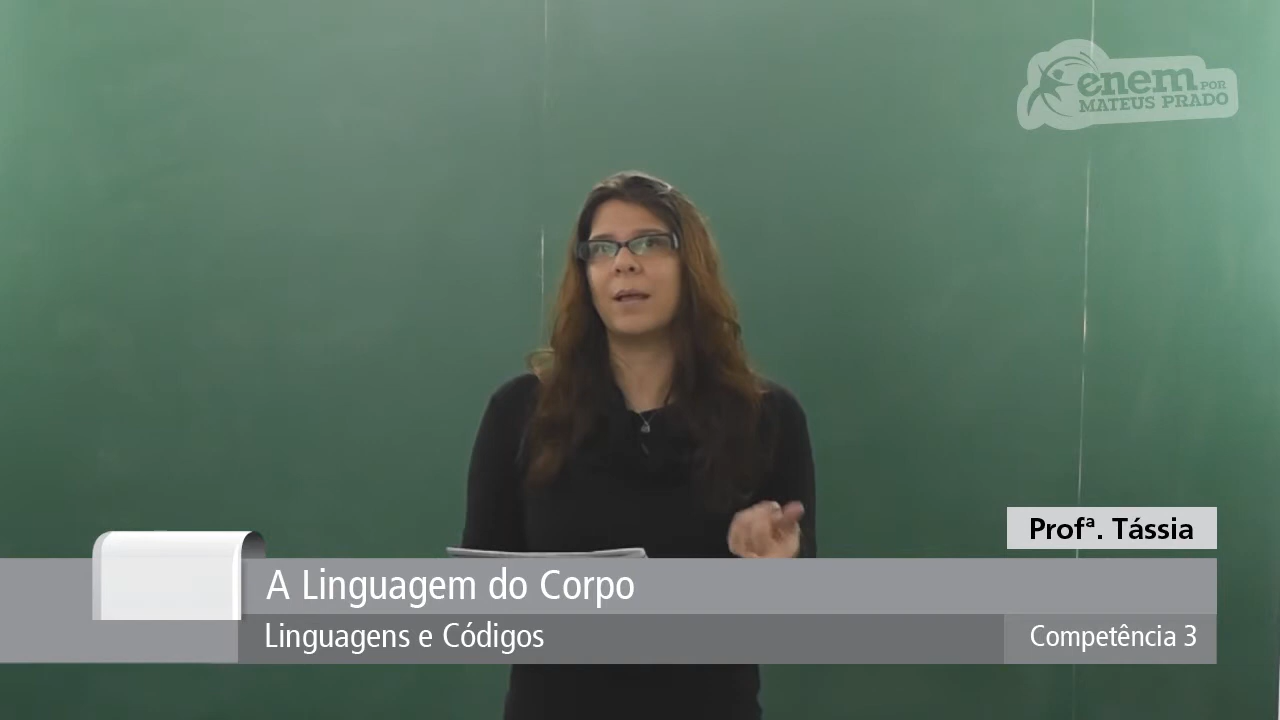 enem POR
MATEUS PRADO
Profª. Tássia
A Linguagem do Corpo
Linguagens e Códigos
Competência 3